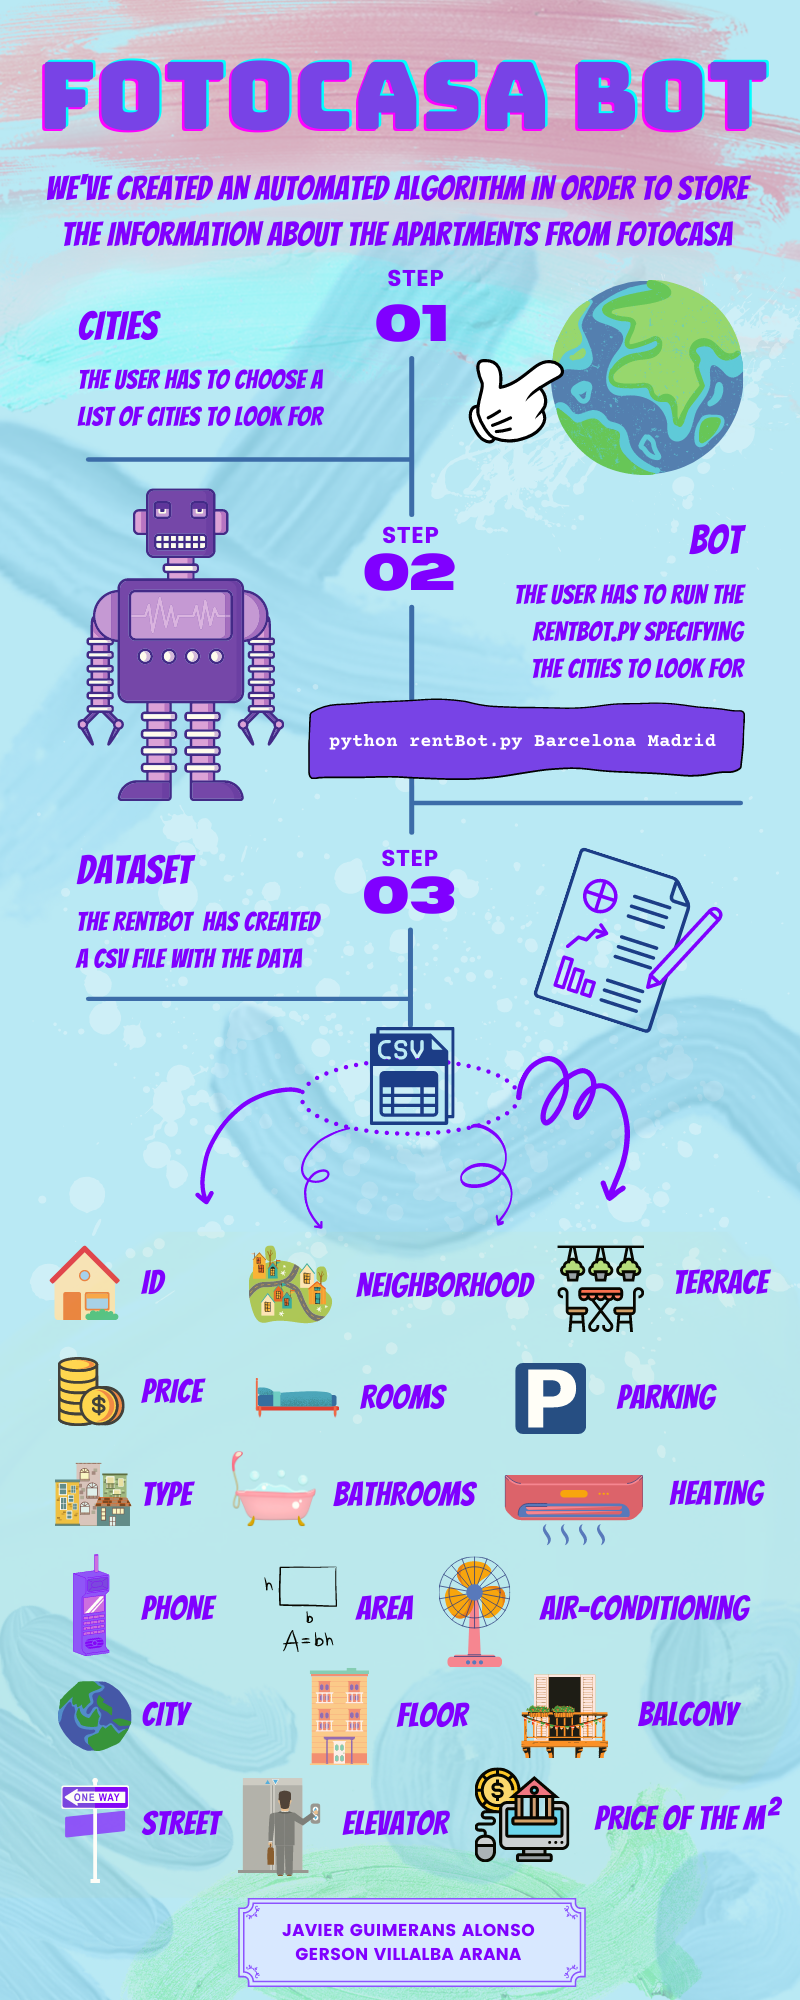 FOTOCASA BOT
WE'VE CREATED AN AUTOMATED ALGORITHM IN ORDER TO STORE
THE INFORMATION ABOUT THE APARTMENTS FROM FOTOCASA
STEP
01
CITIES
THE USER HAS TO CHOOSE A
LIST OF CITIES TO LOOK FOR
STEP
02
BOT
THE USER HAS TO RUN THE
RENTBOT.PY SPECIFYING
THE CITIES TO LOOK FOR
python rentBot.py Barcelona Madrid
STEP
03
DATASET
THE RENTBOT HAS CREATED
A CSV FILE WITH THE DATA
CSV
ID
NEIGHBORHOOD
TERRACE
$
PRICE
ROOMS
P
PARKING
TYPE
BATHROOMS
HEATING
PHONE
h
b
A=bh
AREA
AIR-CONDITIONING
CITY
FLOOR
BALCONY
ONE WAY
STREET
ELEVATOR
$
PRICE OF THE M²
JAVIER GUIMERANS ALONSO
GERSON VILLALBA ARANA